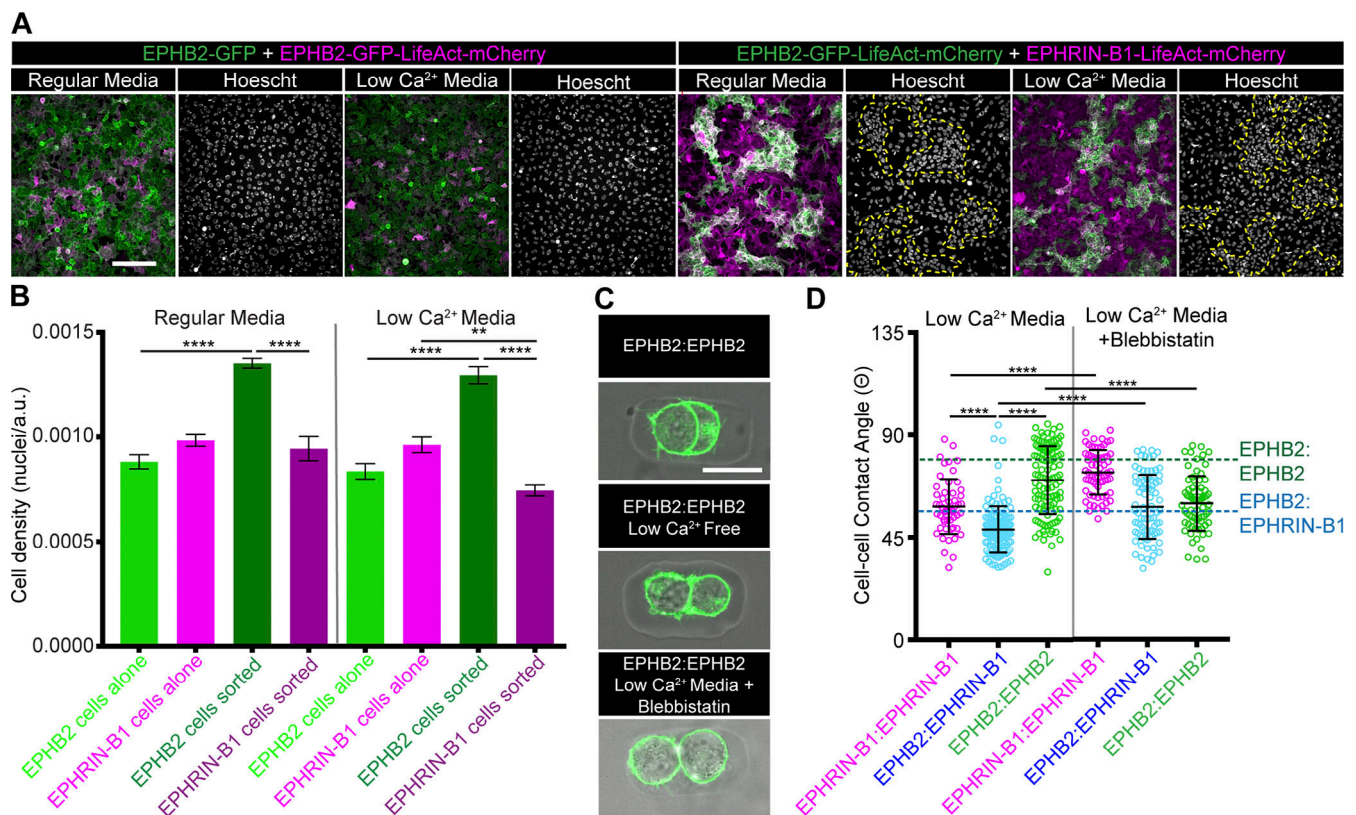 A
EPHB2-GFP + EPHB2-GFP-LifeAct-mCherry
EPHB2-GFP-LifeAct-mCherry + EPHRIN-B1-LifeAct-mCherry
Regular Media
Hoescht
Low Ca²⁺ Media
Hoescht
Regular Media
Hoescht
Low Ca²⁺ Media
Hoescht
B
Regular Media
Low Ca²⁺ Media
**
****
****
****
****
Cell density (nuclei/a.u.)
0.0015
0.0010
0.0005
0.0000
EPHB2 cells alone
EPHRIN-B1 cells alone
EPHB2 cells sorted
EPHRIN-B1 cells sorted
EPHB2 cells alone
EPHRIN-B1 cells alone
EPHB2 cells sorted
EPHRIN-B1 cells sorted
C
EPHB2:EPHB2
EPHB2:EPHB2
Low Ca²⁺ Free
EPHB2:EPHB2
Low Ca²⁺ Media +
Blebbistatin
D
Low Ca²⁺ Media
Low Ca²⁺ Media
+Blebbistatin
****
****
****
****
****
Cell-cell Contact Angle (Θ)
135
90
45
0
EPHB2:
EPHB2
EPHB2:
EPHRIN-B1
EPHRIN-B1:EPHRIN-B1
EPHB2:EPHRIN-B1
EPHB2:EPHB2
EPHRIN-B1:EPHRIN-B1
EPHB2:EPHRIN-B1
EPHB2:EPHB2